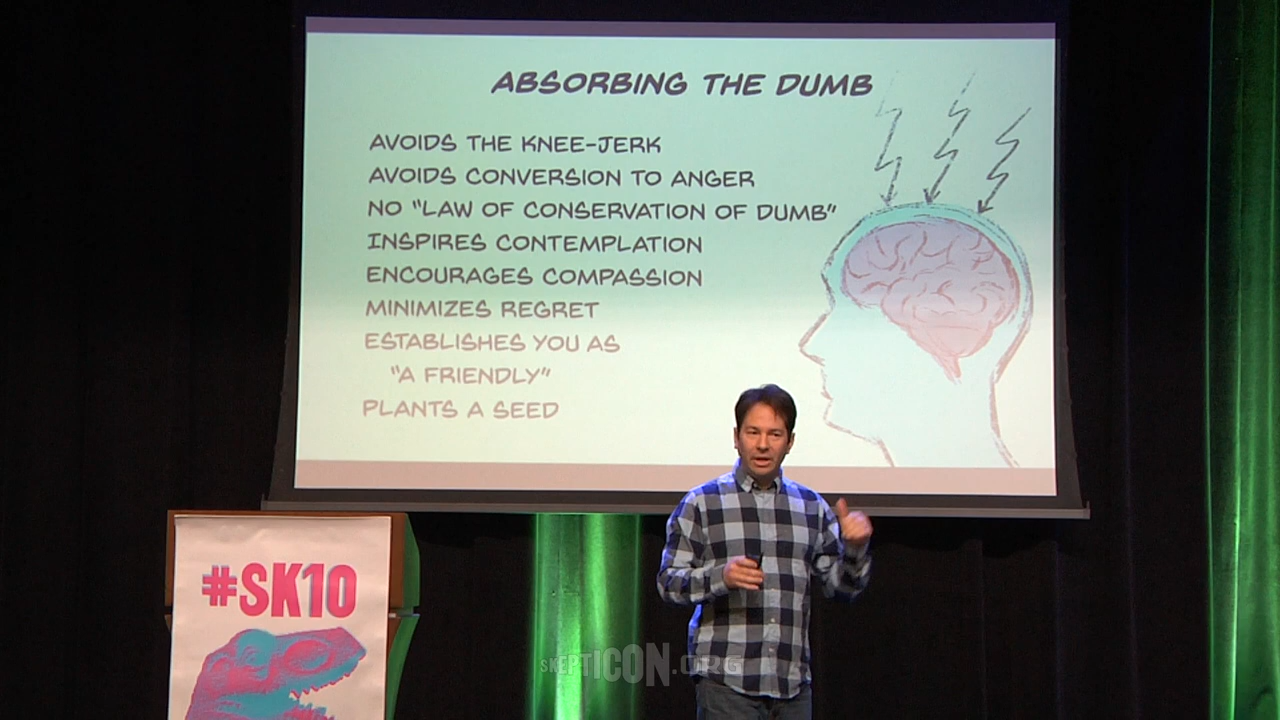 ABSORBING THE DUMB
AVOIDS THE KNEE-JERK
AVOIDS CONVERSION TO ANGER
NO "LAW OF CONSERVATION OF DUMB"
INSPIRES CONTEMPLATION
ENCOURAGES COMPASSION
MINIMIZES REGRET
ESTABLISHES YOU AS
"A FRIENDLY"
PLANTS A SEED
#SK10
SKEPTICON.ORG